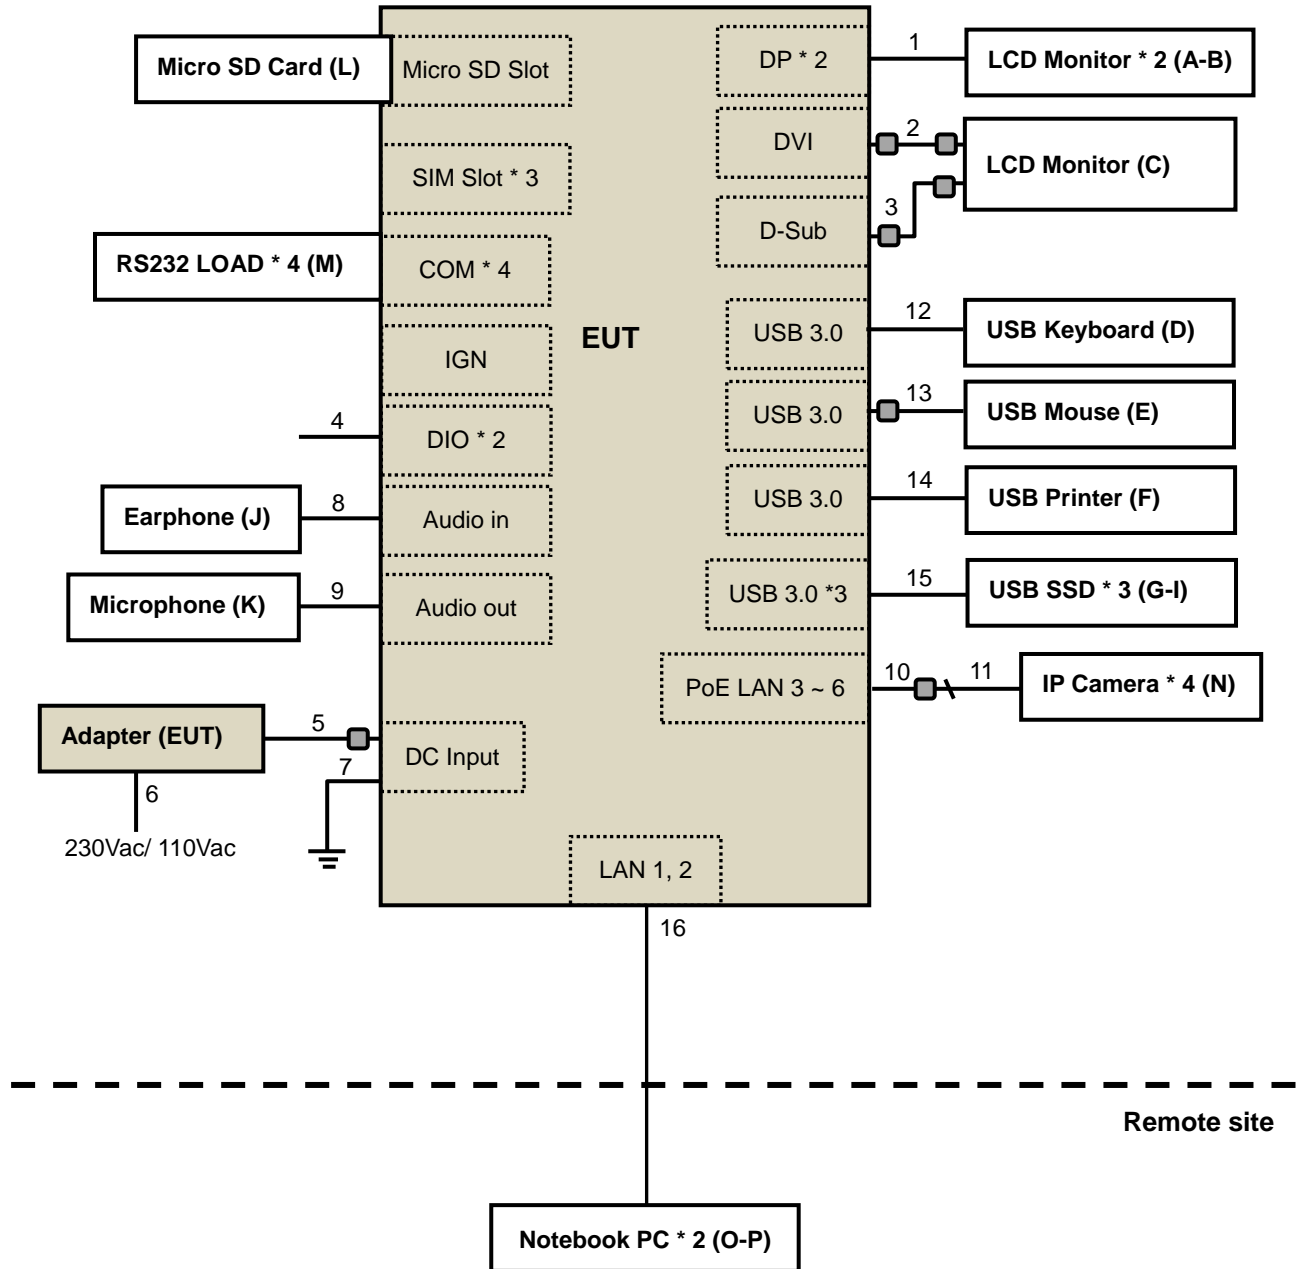 Micro SD Card (L)
Micro SD Slot
DP * 2
1
LCD Monitor * 2 (A-B)
DVI
2
LCD Monitor (C)
SIM Slot * 3
D-Sub
3
RS232 LOAD * 4 (M)
COM * 4
EUT
USB 3.0
12
USB Keyboard (D)
IGN
USB 3.0
13
USB Mouse (E)
4
DIO * 2
USB 3.0
14
USB Printer (F)
Earphone (J)
8
Audio in
USB 3.0 *3
15
USB SSD * 3 (G-I)
Microphone (K)
9
Audio out
PoE LAN 3 ~ 6
10
11
IP Camera * 4 (N)
Adapter (EUT)
5
DC Input
7
6
230Vac/ 110Vac
LAN 1, 2
16
Remote site
Notebook PC * 2 (O-P)